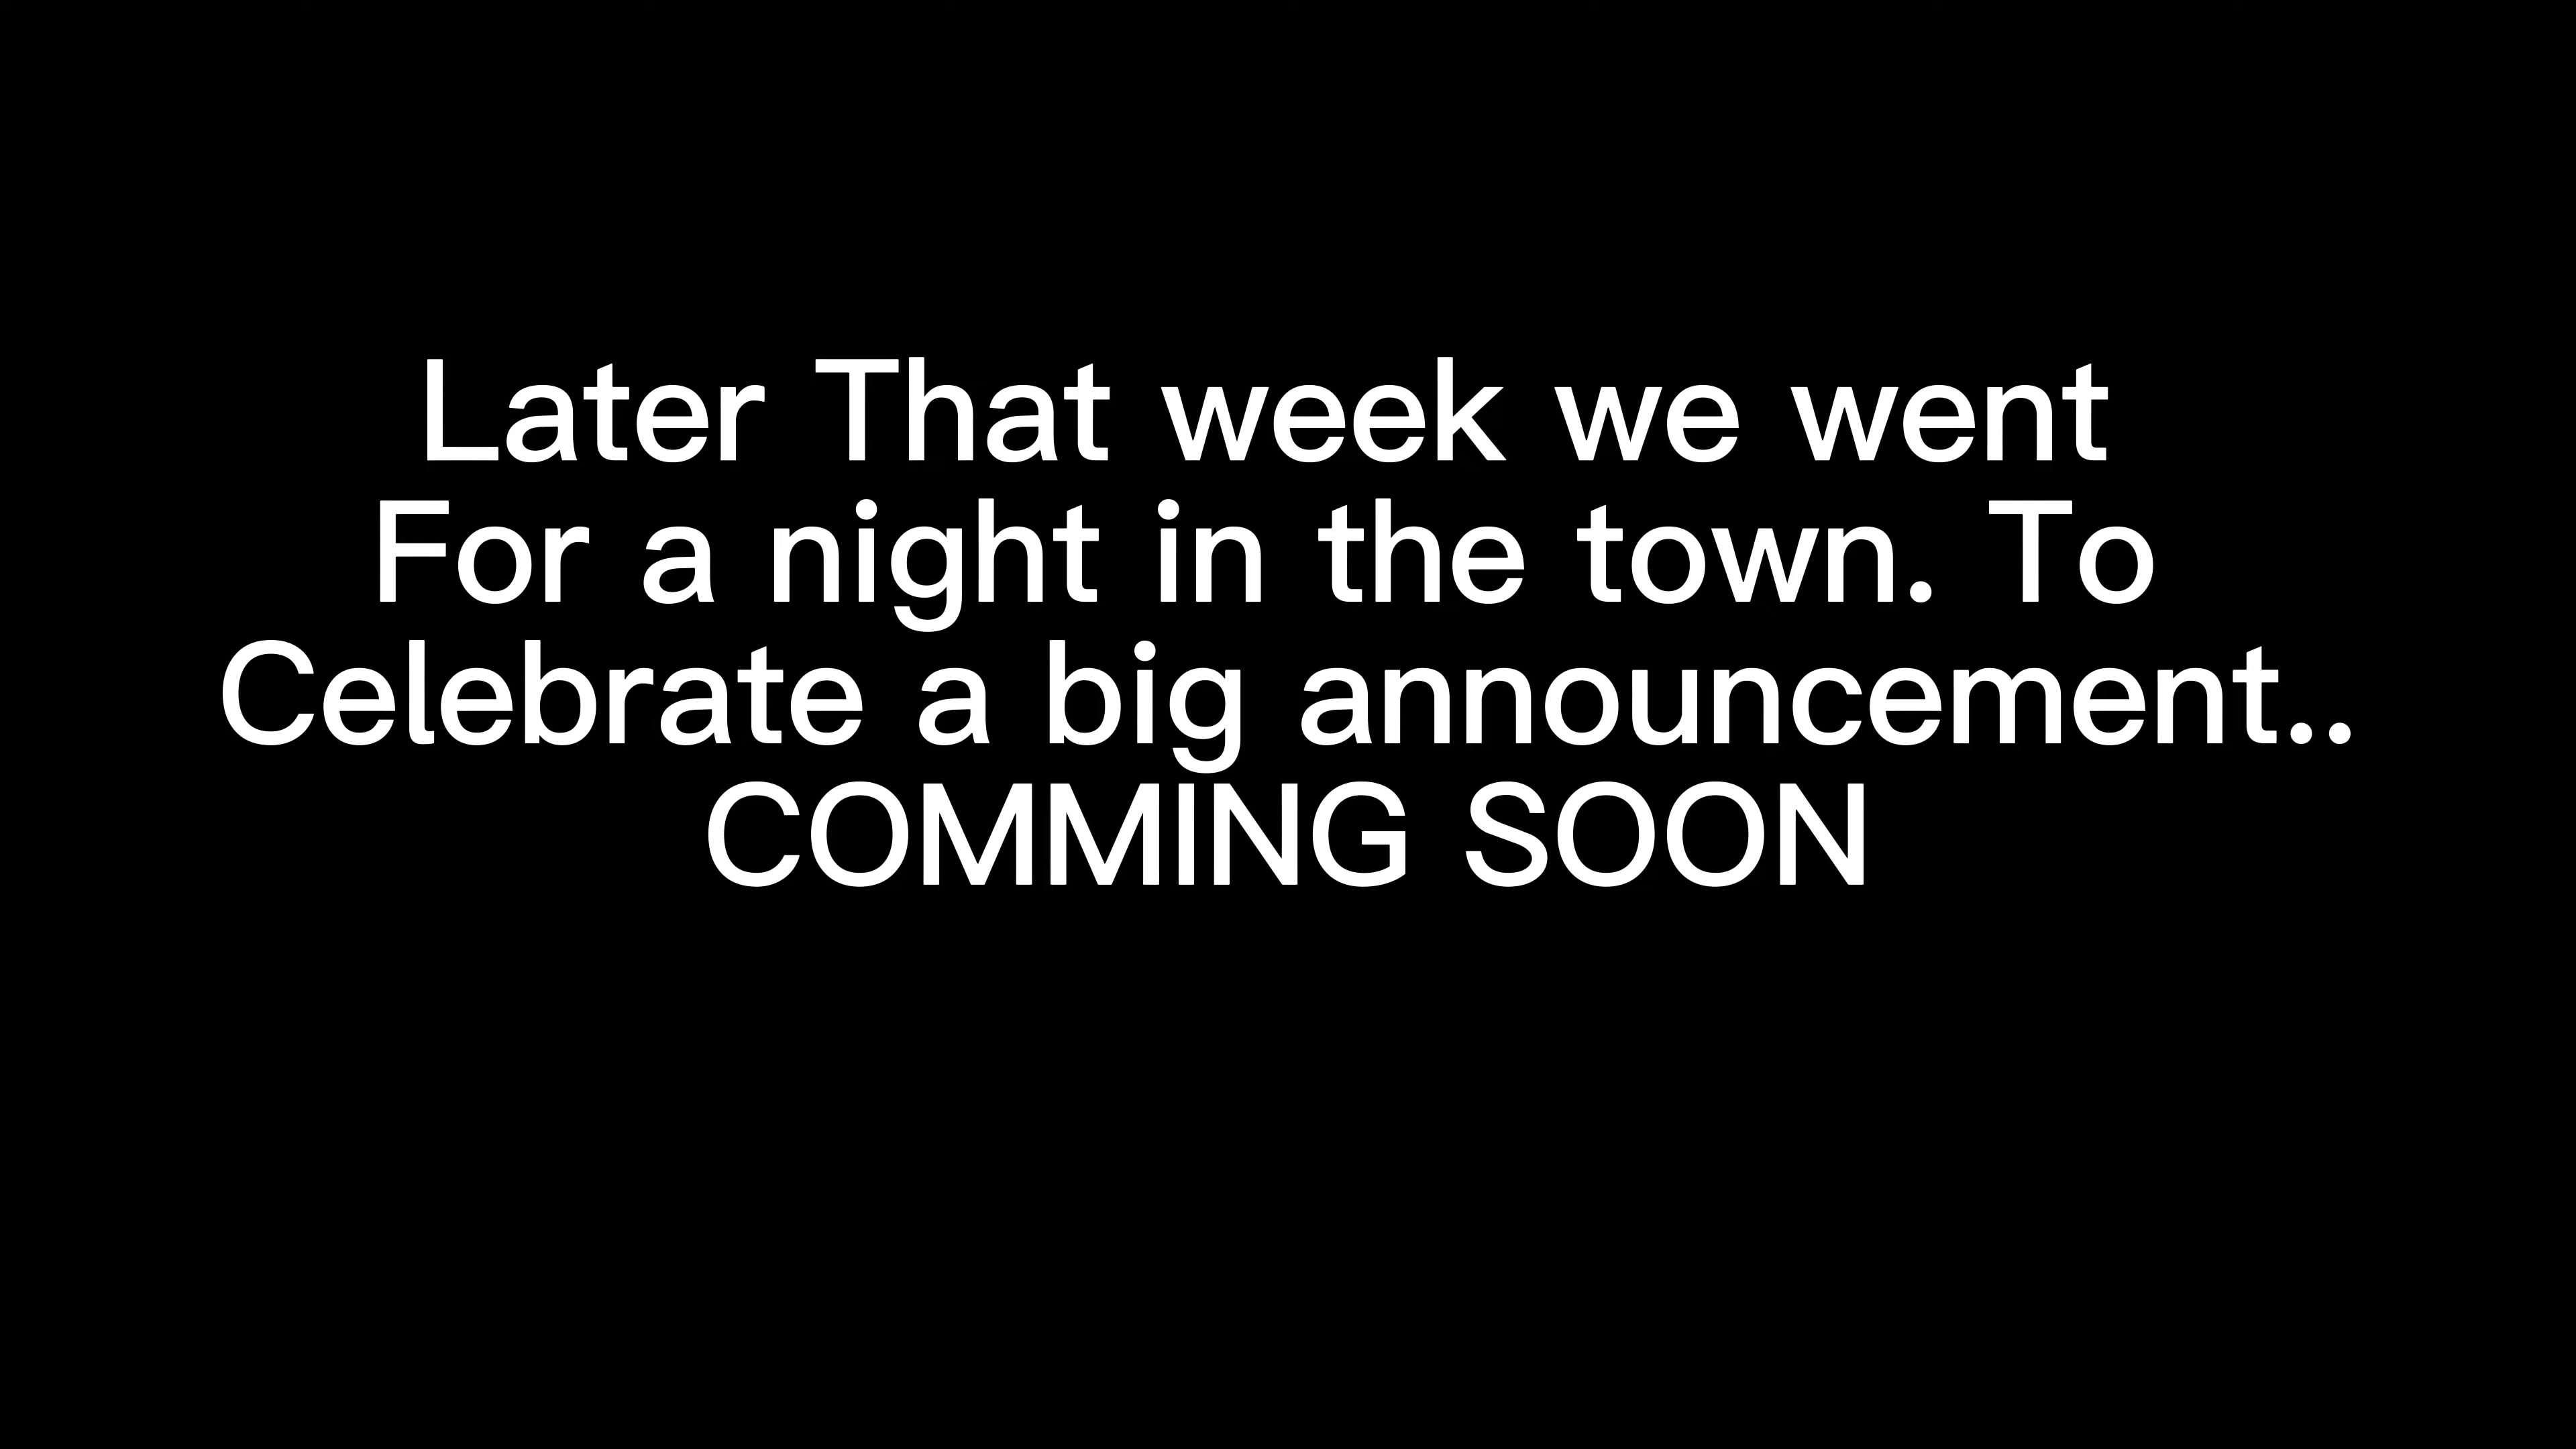 Later That week we went
For a night in the town. To
Celebrate a big announcement..
COMMING SOON